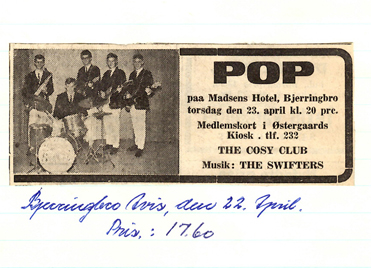 POP
paa Madsens Hotel, Bjerringbro
torsdag den 23. april kl. 20 pre.
Medlemskort i Østergaards
Kiosk . tlf. 232
THE COSY CLUB
Musik: THE SWIFTERS
Bjerringbro Avis, den 22. April.
Pris. : 17.60